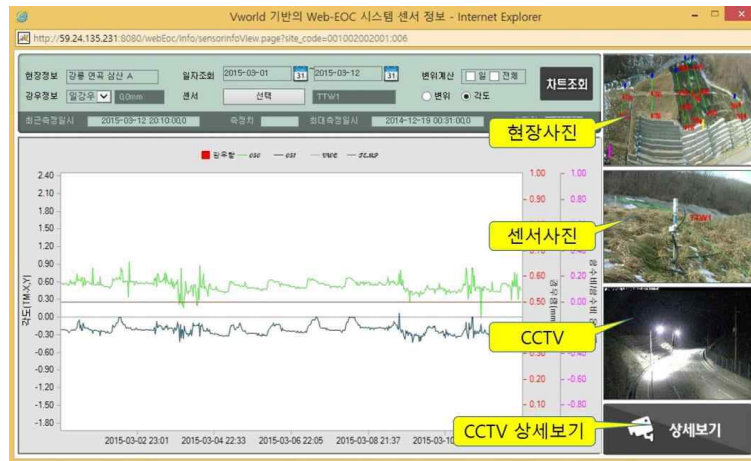 Vworld 기반의 Web-EOC 시스템 센서 정보 - Internet Explorer
http://59.24.135.231:8080/webEoc/info/sensorinfoView.page?site_code=001002002001:006
현장정보 강릉 연곡 삼산 A 일자조회 2015-03-01 31 ~ 2015-03-12 31 변위계산 일 전체 차트조회
강우정보 일강우 0.0mm 센서 선택 TTW1 변위 각도
최근측정일시 2015-03-12 20:10:00.0 측정치 최대측정일시 2014-12-19 00:31:00.0
현장사진
TTW1
센서사진
CCTV
CCTV 상세보기
상세보기
각도(TM:X,Y)
2.40
2.10
1.80
1.50
1.20
0.90
0.60
0.30
0.00
-0.30
-0.60
-0.90
-1.20
-1.50
-1.80
1.00 1.00
0.90 0.80
0.60 0.20
0.50 0.00
0.30 -0.40
0.20 -0.60
0.10 -0.80
2015-03-02 23:01 2015-03-04 22:33 2015-03-06 22:05 2015-03-08 21:37